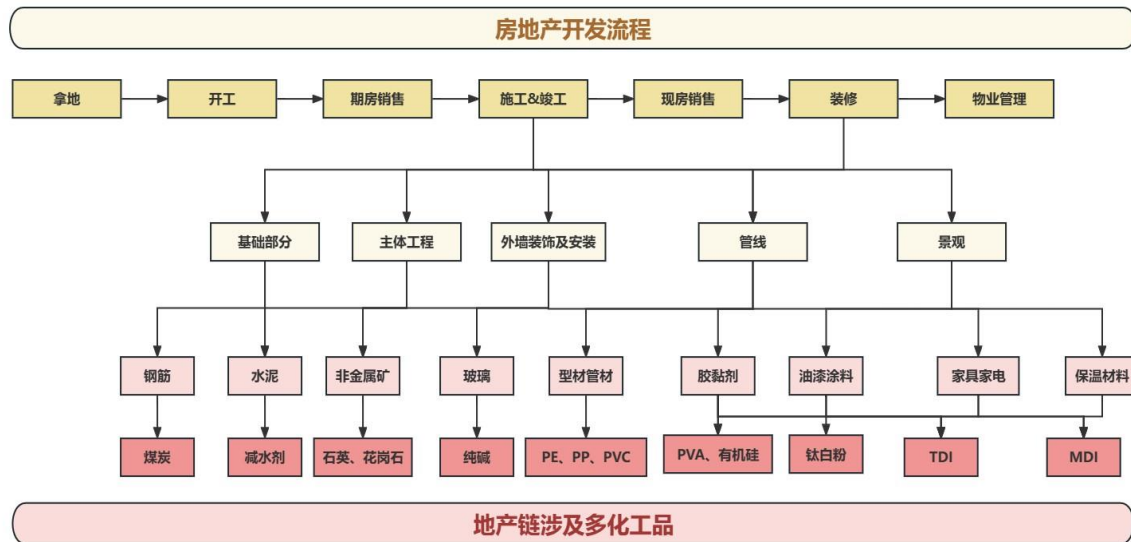 房地产开发流程
拿地
开工
期房销售
施工&竣工
现房销售
装修
物业管理
基础部分
主体工程
外墙装饰及安装
管线
景观
钢筋
水泥
非金属矿
玻璃
型材管材
胶黏剂
油漆涂料
家具家电
保温材料
煤炭
减水剂
石英、花岗石
纯碱
PE、PP、PVC
PVA、有机硅
钛白粉
TDI
MDI
地产链涉及多化工品